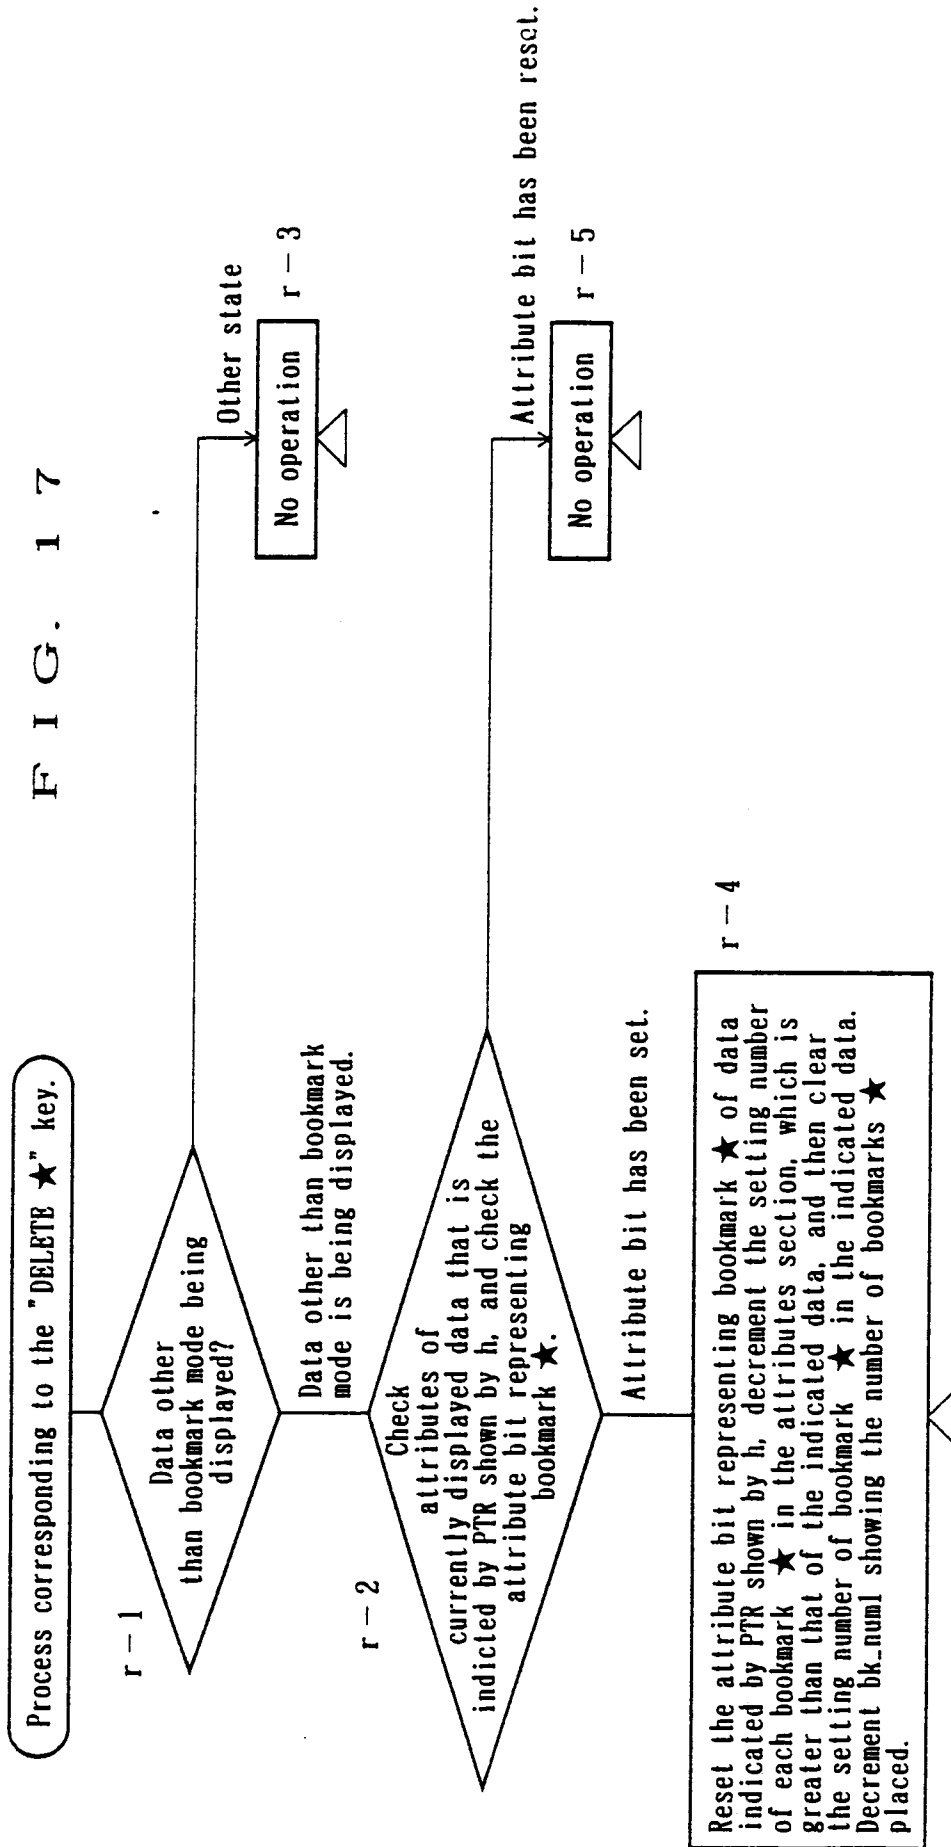 FIG. 17
Process corresponding to the "DELETE ★" key.
r-1
Data other
than bookmark mode being
displayed?
Other state
No operation
r-3
Data other than bookmark
mode is being displayed.
r-2
Check
attributes of
currently displayed data that is
indicted by PTR shown by h, and check the
attribute bit representing
bookmark ★.
Attribute bit has been reset.
No operation
r-5
Attribute bit has been set.
r-4
Reset the attribute bit representing bookmark ★ of data
indicated by PTR shown by h, decrement the setting number
of each bookmark ★ in the attributes section, which is
greater than that of the indicated data, and then clear
the setting number of bookmark ★ in the indicated data.
Decrement bk_num1 showing the number of bookmarks ★
placed.